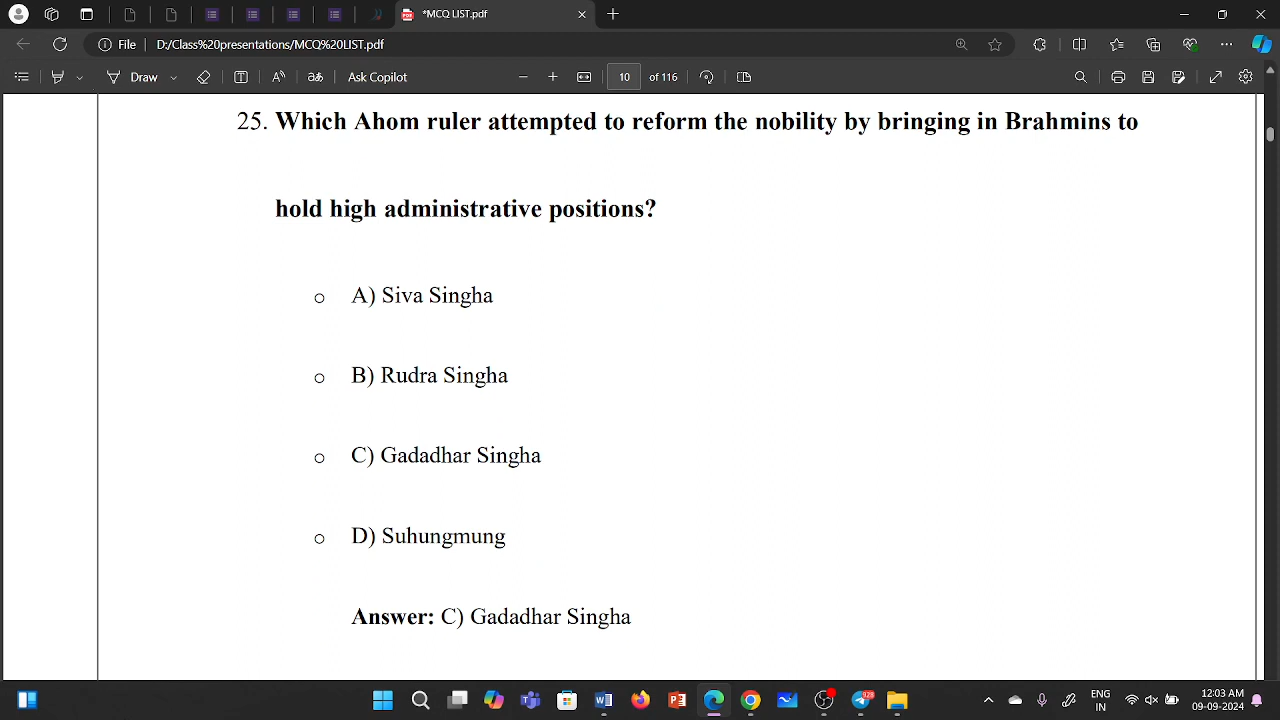 *MCQ LIST.pdf
File D:/Class%20presentations/MCQ%20LIST.pdf
Draw Ask Copilot 10 of 116
25. Which Ahom ruler attempted to reform the nobility by bringing in Brahmins to
hold high administrative positions?
A) Siva Singha
B) Rudra Singha
C) Gadadhar Singha
D) Suhungmung
Answer: C) Gadadhar Singha
ENG 12:03 AM
IN 09-09-2024